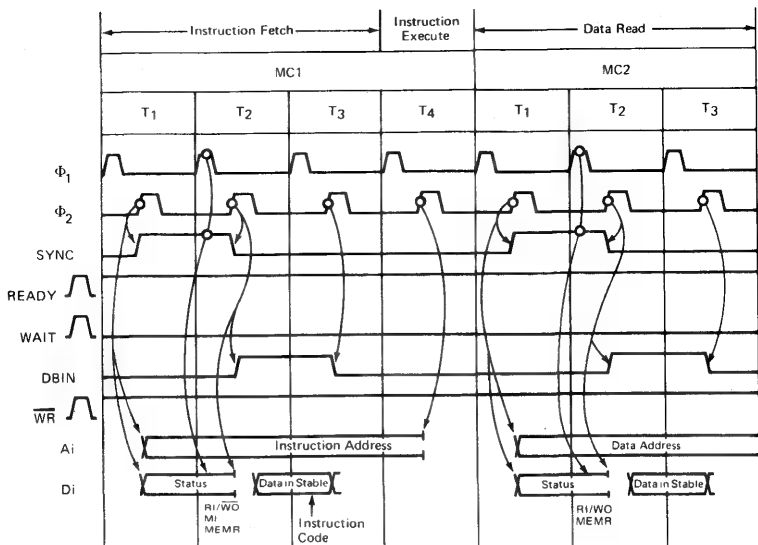 Instruction Fetch
Instruction
Execute
Data Read
MC1
MC2
T1
T2
T3
T4
T1
T2
T3
Φ1
Φ2
SYNC
READY
WAIT
DBIN
WR
Ai
Instruction Address
Data Address
Di
Status
Data in Stable
Status
Data in Stable
RI/WO
MI
MEMR
Instruction
Code
RI/WO
MEMR